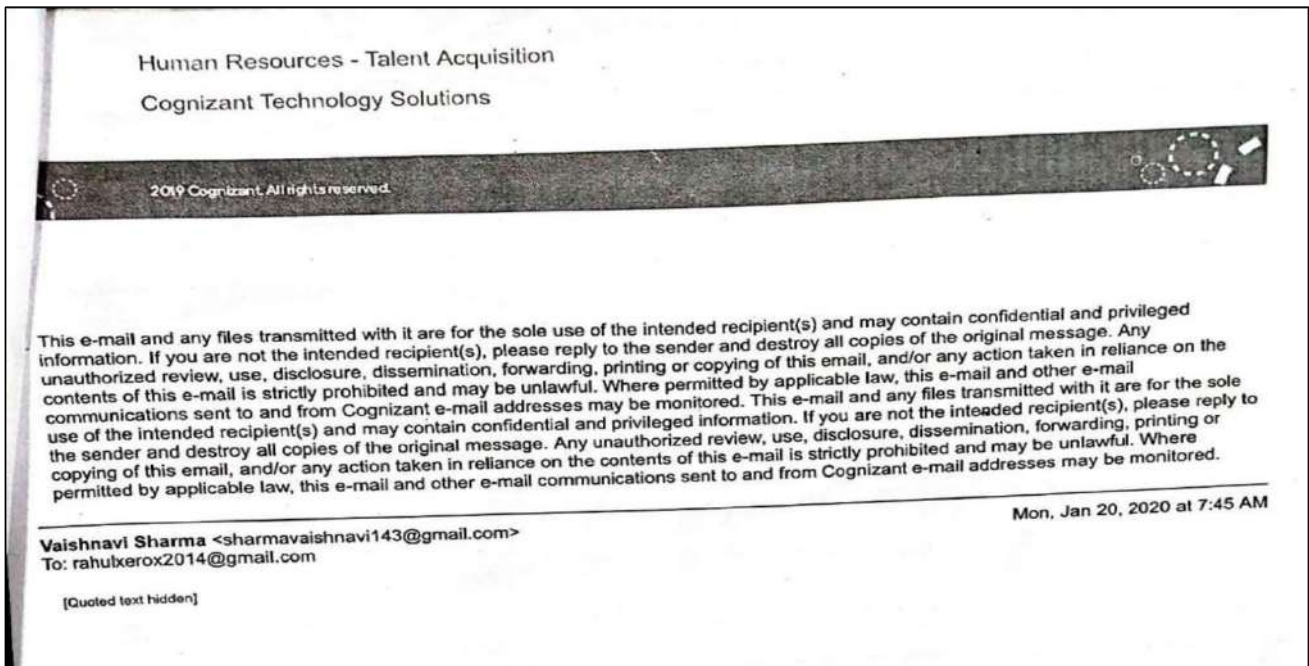 Human Resources - Talent Acquisition
Cognizant Technology Solutions
2019 Cognizant. All rights reserved.
This e-mail and any files transmitted with it are for the sole use of the intended recipient(s) and may contain confidential and privileged
information. If you are not the intended recipient(s), please reply to the sender and destroy all copies of the original message. Any
unauthorized review, use, disclosure, dissemination, forwarding, printing or copying of this email, and/or any action taken in reliance on the
contents of this e-mail is strictly prohibited and may be unlawful. Where permitted by applicable law, this e-mail and other e-mail
communications sent to and from Cognizant e-mail addresses may be monitored. This e-mail and any files transmitted with it are for the sole
use of the intended recipient(s) and may contain confidential and privileged information. If you are not the intended recipient(s), please reply to
the sender and destroy all copies of the original message. Any unauthorized review, use, disclosure, dissemination, forwarding, printing or
copying of this email, and/or any action taken in reliance on the contents of this e-mail is strictly prohibited and may be unlawful. Where
permitted by applicable law, this e-mail and other e-mail communications sent to and from Cognizant e-mail addresses may be monitored.
Vaishnavi Sharma <sharmavaishnavi143@gmail.com> Mon, Jan 20, 2020 at 7:45 AM
To: rahulxerox2014@gmail.com
[Quoted text hidden]